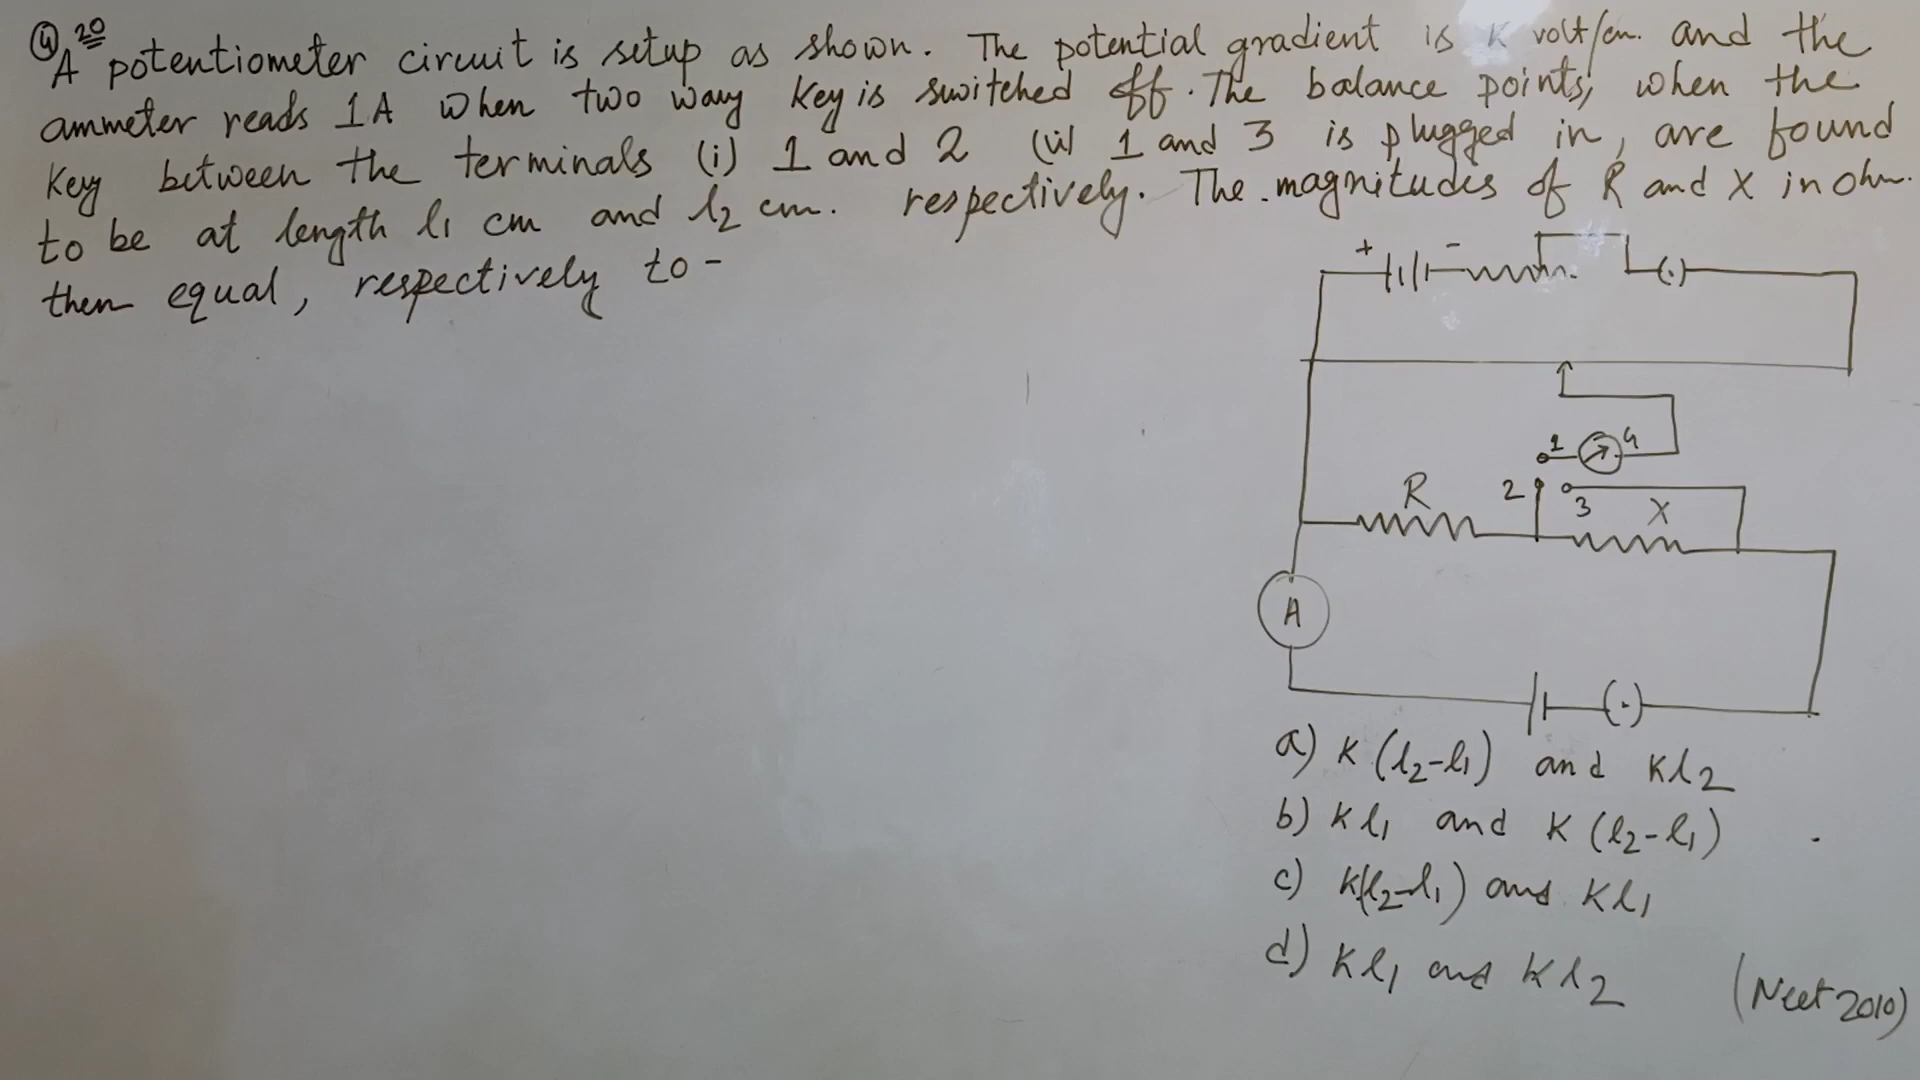 ④ 20
A potentiometer circuit is setup as shown. The potential gradient is K volt/cm. and the
ammeter reads 1A when two way key is switched off. The balance points, when the
Key between the terminals (i) 1 and 2 (ii) 1 and 3 is plugged in, are found
to be at length l1 cm and l2 cm. respectively. The magnitudes of R and X in ohm.
then equal, respectively to -
+ -
1 G
R 2 3 X
A
a) K (l2-l1) and Kl2
b) K l1 and K (l2-l1)
c) K(l2-l1) and Kl1
d) Kl1 and Kl2 (Neet 2010)